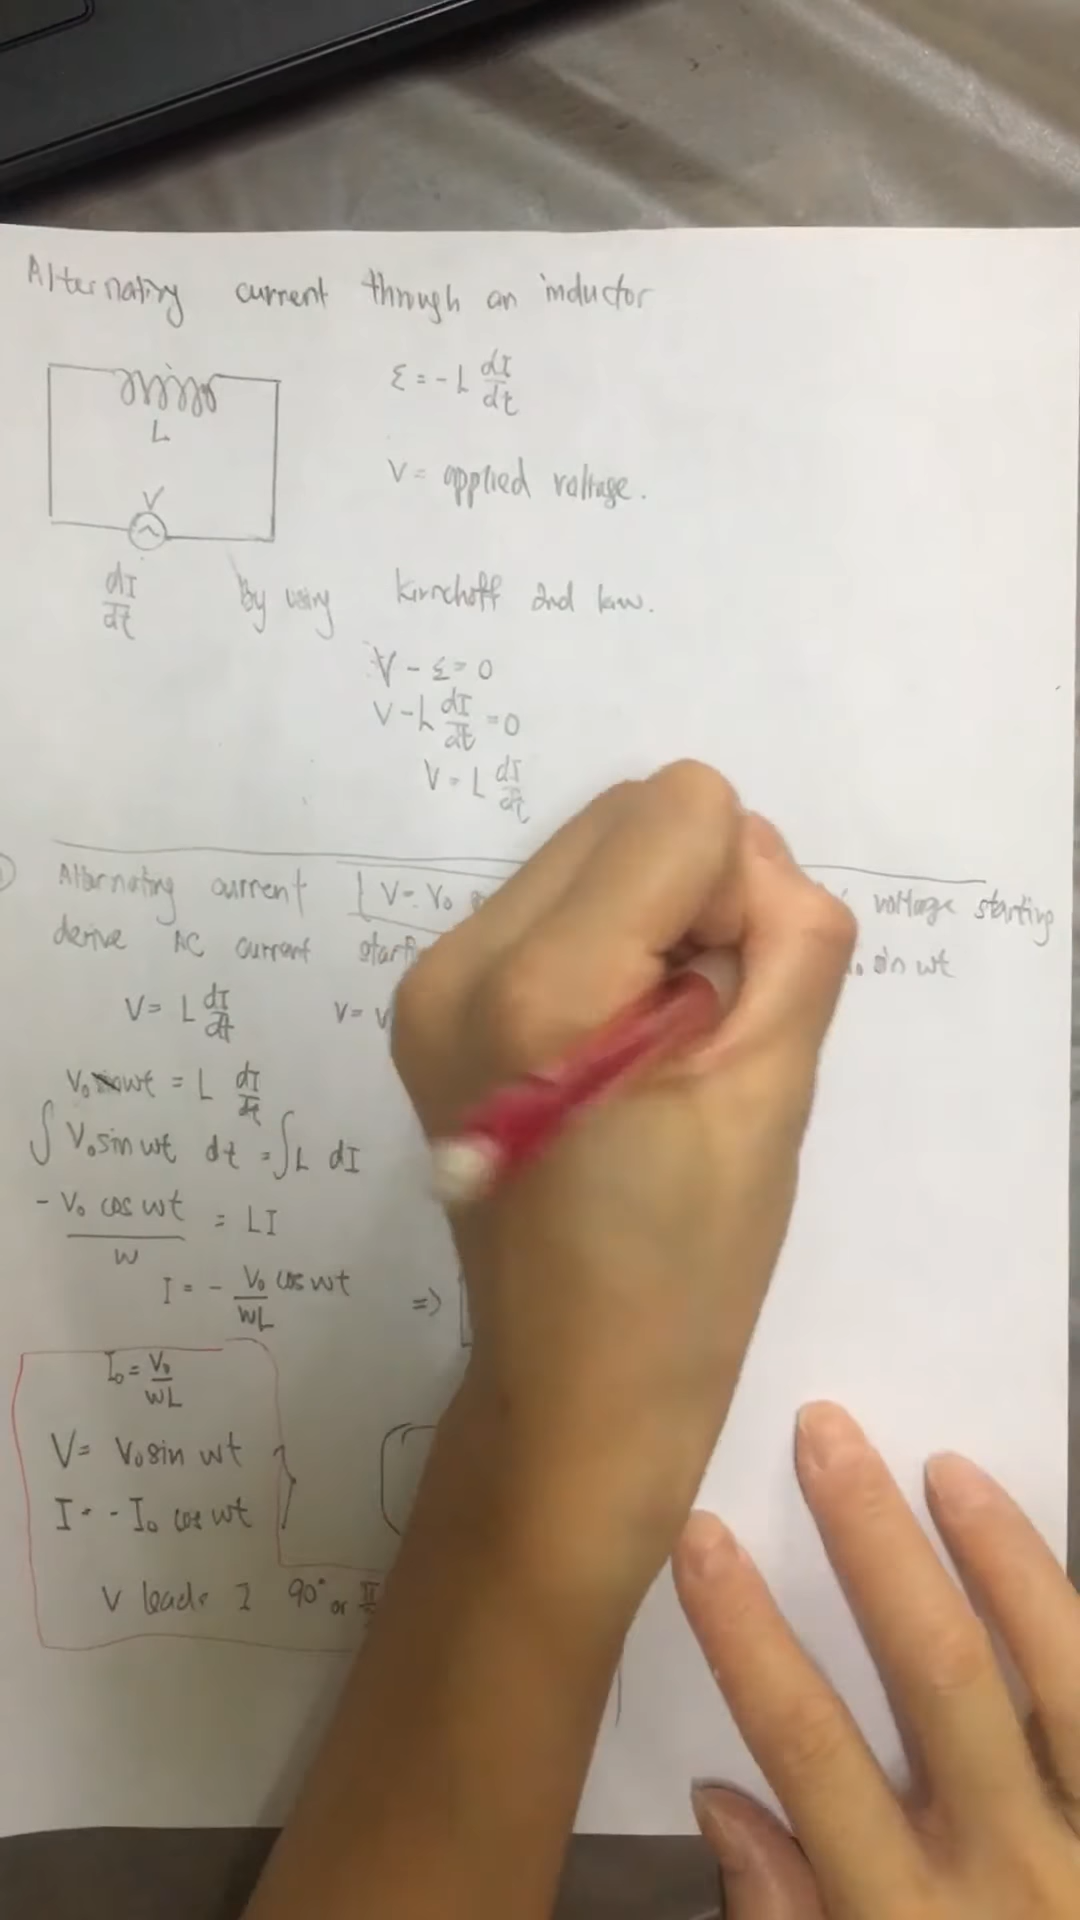 Alternating current through an inductor
L
V
dI/dt
ε = -L dI/dt
V = applied voltage.
By using Kirrchoff 2nd law.
V - ε = 0
V - L dI/dt = 0
V = L dI/dt
Alternating current V = V₀
derive AC current
V = L dI/dt
V = V
V₀ wt = L dI/dt
∫ V₀ sin wt dt = ∫ L dI
- V₀ cos wt / w = LI
I = - V₀/wL cos wt =>
I₀ = V₀/wL
V = V₀ sin wt
I = - I₀ cos wt
V leads I 90° or π
voltage starting
sin wt